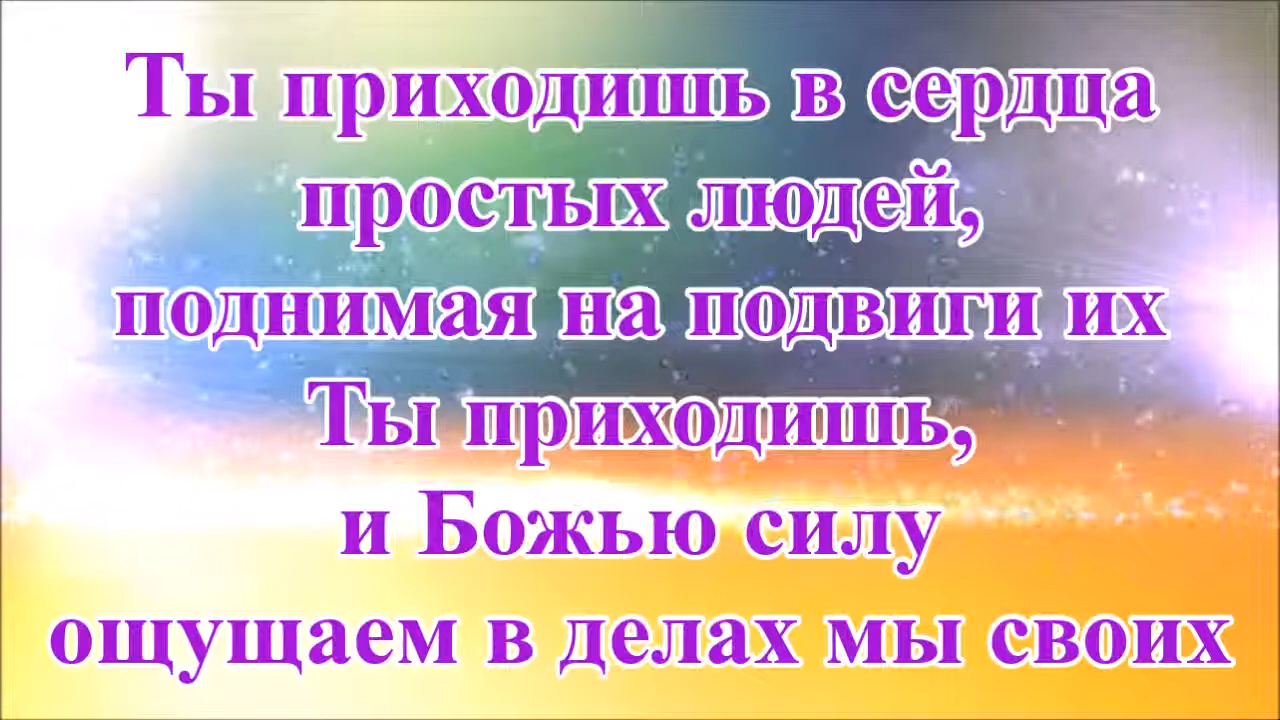 Ты приходишь в сердца
простых людей,
поднимая на подвиги их
Ты приходишь,
и Божью силу
ощущаем в делах мы своих